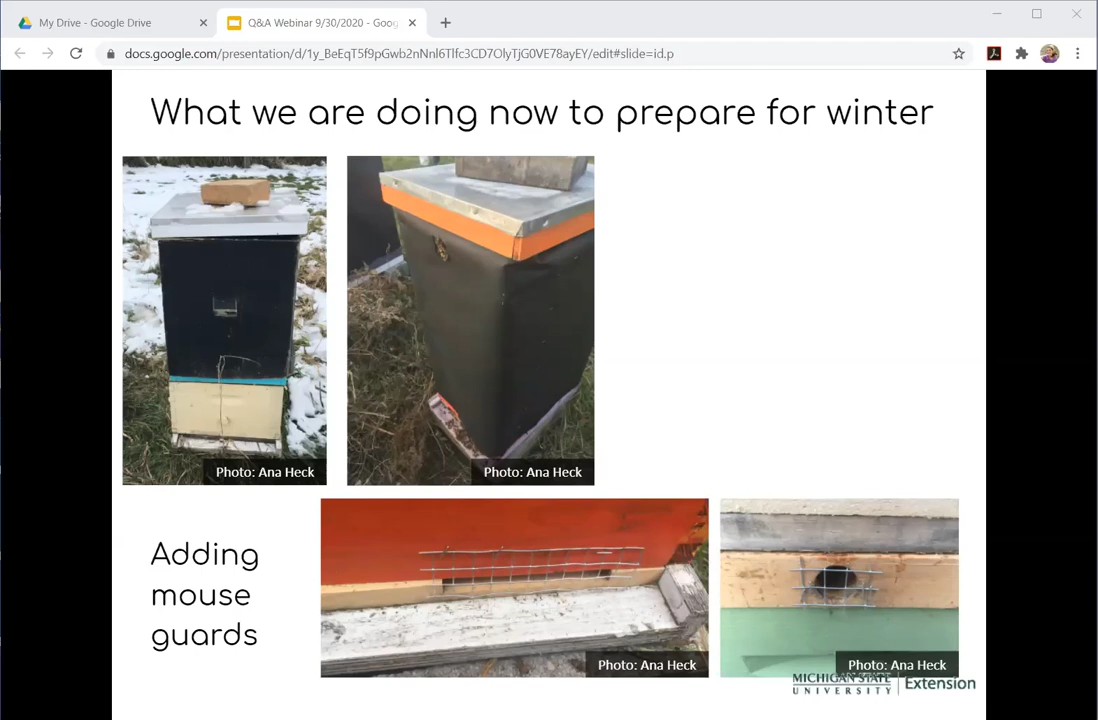 My Drive - Google Drive
Q&A Webinar 9/30/2020 - Goog
docs.google.com/presentation/d/1y_BeEqT5f9pGwb2nNnl6Tlfc3CD7OlyTjG0VE78ayEY/edit#slide=id.p
What we are doing now to prepare for winter
Photo: Ana Heck
Photo: Ana Heck
Adding
mouse
guards
Photo: Ana Heck
Photo: Ana Heck
MICHIGAN STATE
UNIVERSITY
Extension